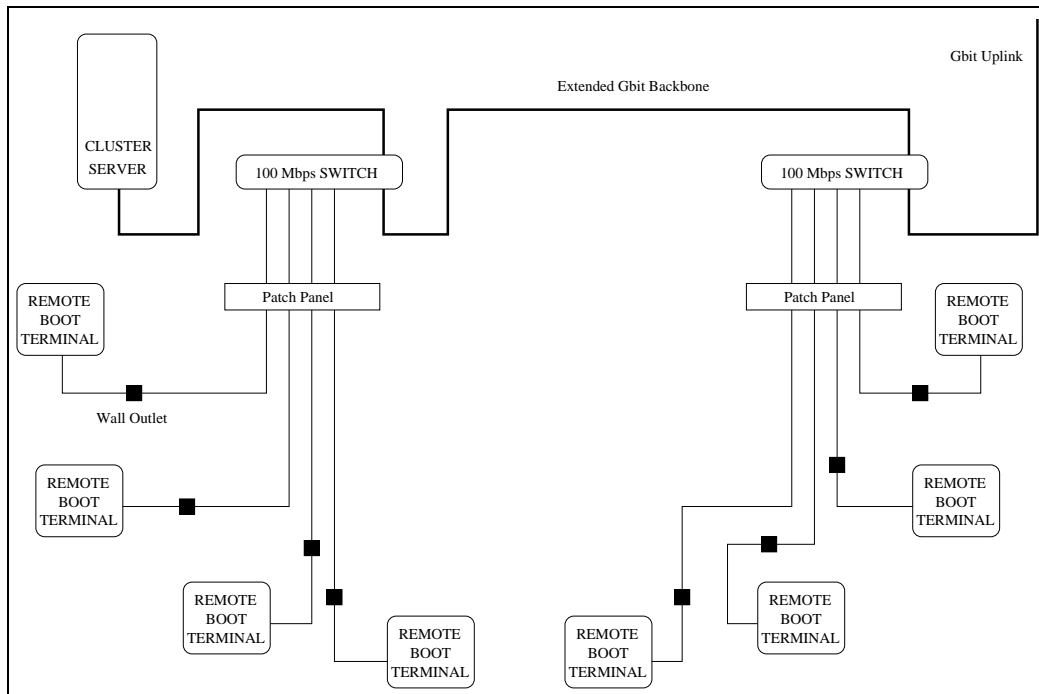 Gbit Uplink
Extended Gbit Backbone
CLUSTER
SERVER
100 Mbps SWITCH
100 Mbps SWITCH
Patch Panel
Patch Panel
REMOTE
BOOT
TERMINAL
REMOTE
BOOT
TERMINAL
Wall Outlet
REMOTE
BOOT
TERMINAL
REMOTE
BOOT
TERMINAL
REMOTE
BOOT
TERMINAL
REMOTE
BOOT
TERMINAL
REMOTE
BOOT
TERMINAL
REMOTE
BOOT
TERMINAL